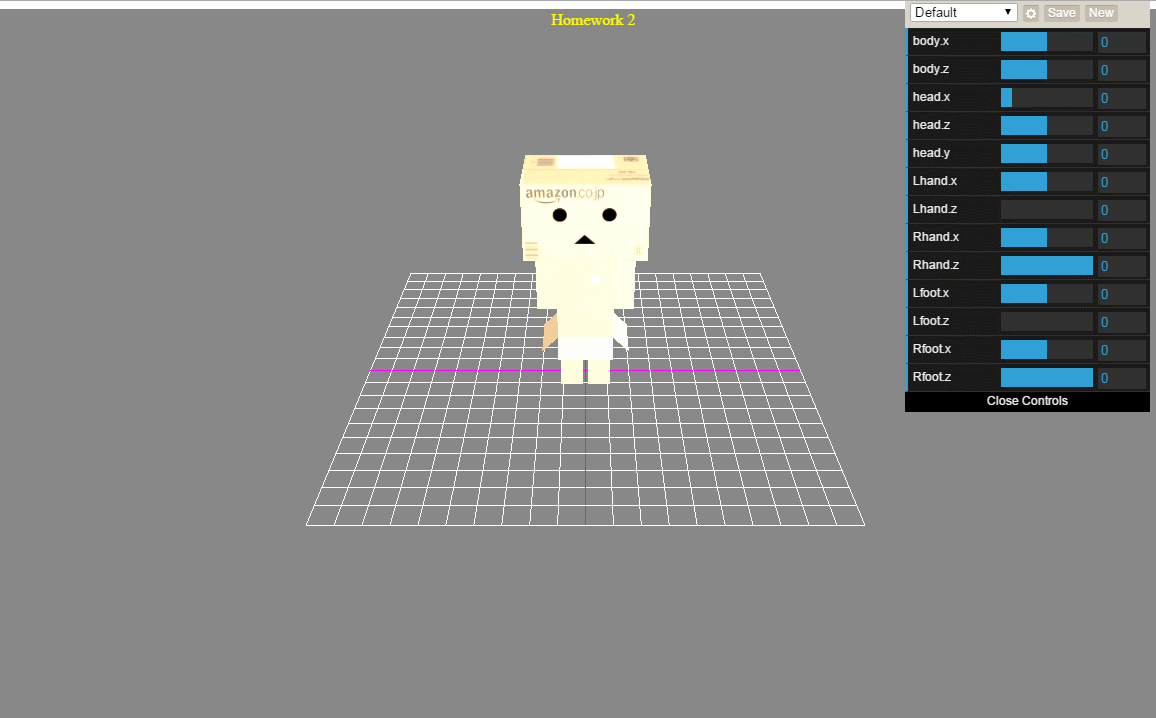 Homework 2
Default
Save New
body.x 0
body.z 0
head.x 0
head.z 0
head.y 0
Lhand.x 0
Lhand.z 0
Rhand.x 0
Rhand.z 0
Lfoot.x 0
Lfoot.z 0
Rfoot.x 0
Rfoot.z 0
Close Controls
amazon.co.jp